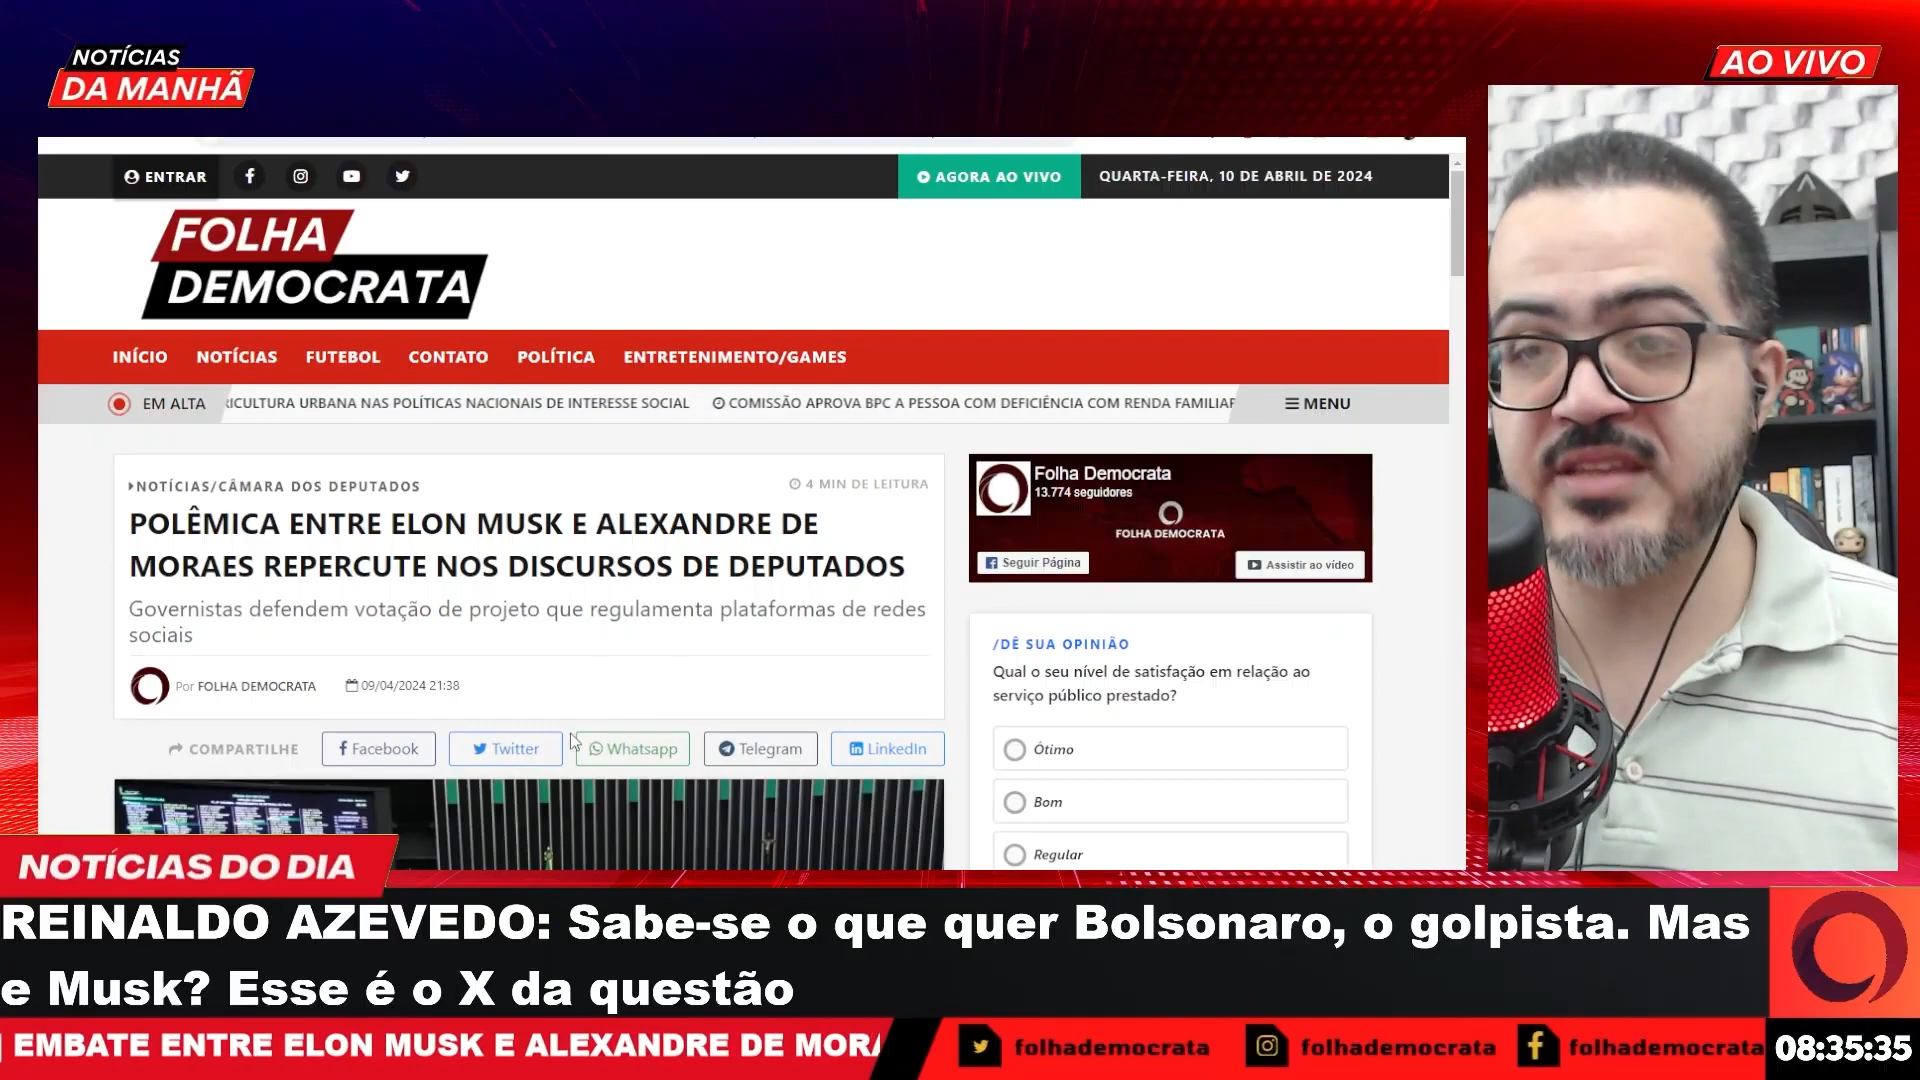 NOTÍCIAS
DA MANHÃ
AO VIVO
ENTRAR
AGORA AO VIVO
QUARTA-FEIRA, 10 DE ABRIL DE 2024
FOLHA
DEMOCRATA
INÍCIO NOTÍCIAS FUTEBOL CONTATO POLÍTICA ENTRETENIMENTO/GAMES
EM ALTA
ICULTURA URBANA NAS POLÍTICAS NACIONAIS DE INTERESSE SOCIAL COMISSÃO APROVA BPC A PESSOA COM DEFICIÊNCIA COM RENDA FAMILIAR
MENU
NOTÍCIAS/CÂMARA DOS DEPUTADOS
4 MIN DE LEITURA
POLÊMICA ENTRE ELON MUSK E ALEXANDRE DE
MORAES REPERCUTE NOS DISCURSOS DE DEPUTADOS
Governistas defendem votação de projeto que regulamenta plataformas de redes
sociais
Por FOLHA DEMOCRATA 09/04/2024 21:38
COMPARTILHE Facebook Twitter Whatsapp Telegram LinkedIn
Folha Democrata
13.774 seguidores
FOLHA DEMOCRATA
Seguir Página
Assistir ao vídeo
/DÊ SUA OPINIÃO
Qual o seu nível de satisfação em relação ao
serviço público prestado?
Ótimo
Bom
Regular
NOTÍCIAS DO DIA
REINALDO AZEVEDO: Sabe-se o que quer Bolsonaro, o golpista. Mas
e Musk? Esse é o X da questão
EMBATE ENTRE ELON MUSK E ALEXANDRE DE MORA
folhademocrata folhademocrata folhademocrata
08:35:35